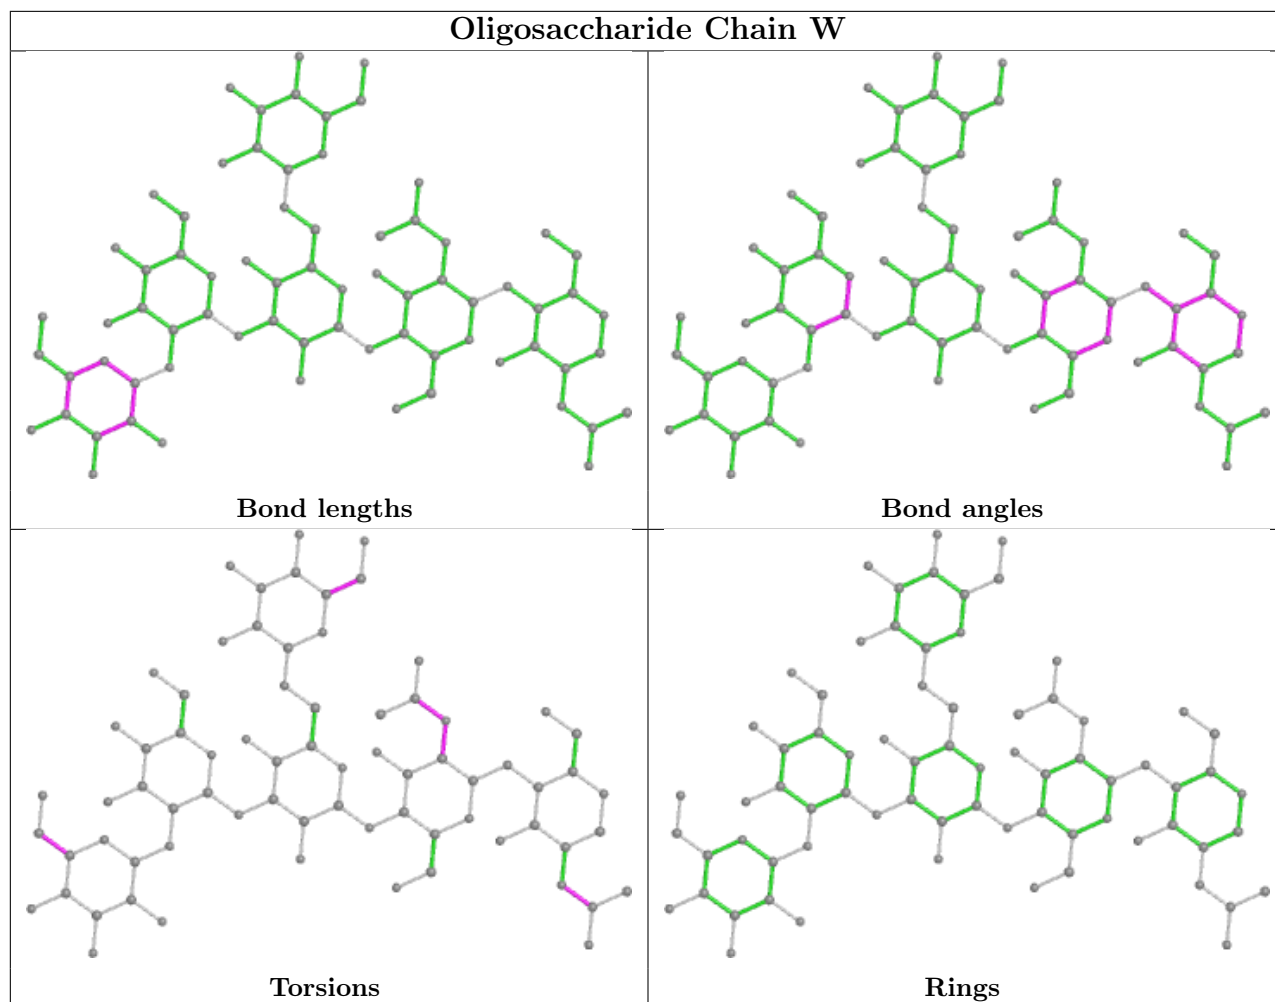 Oligosaccharide Chain W
Bond lengths
Bond angles
Torsions
Rings